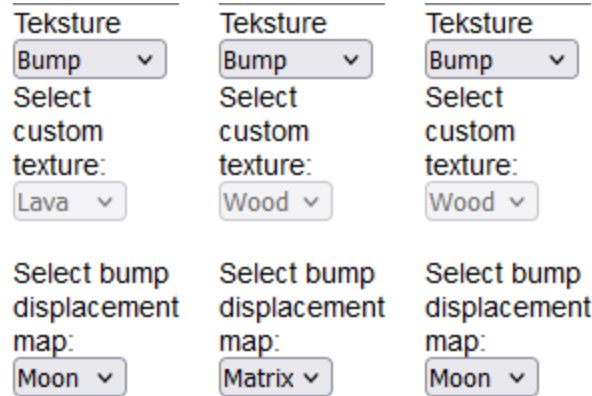 Teksture
Bump
Select
custom
texture:
Lava
Select bump
displacement
map:
Moon
Teksture
Bump
Select
custom
texture:
Wood
Select bump
displacement
map:
Matrix
Teksture
Bump
Select
custom
texture:
Wood
Select bump
displacement
map:
Moon